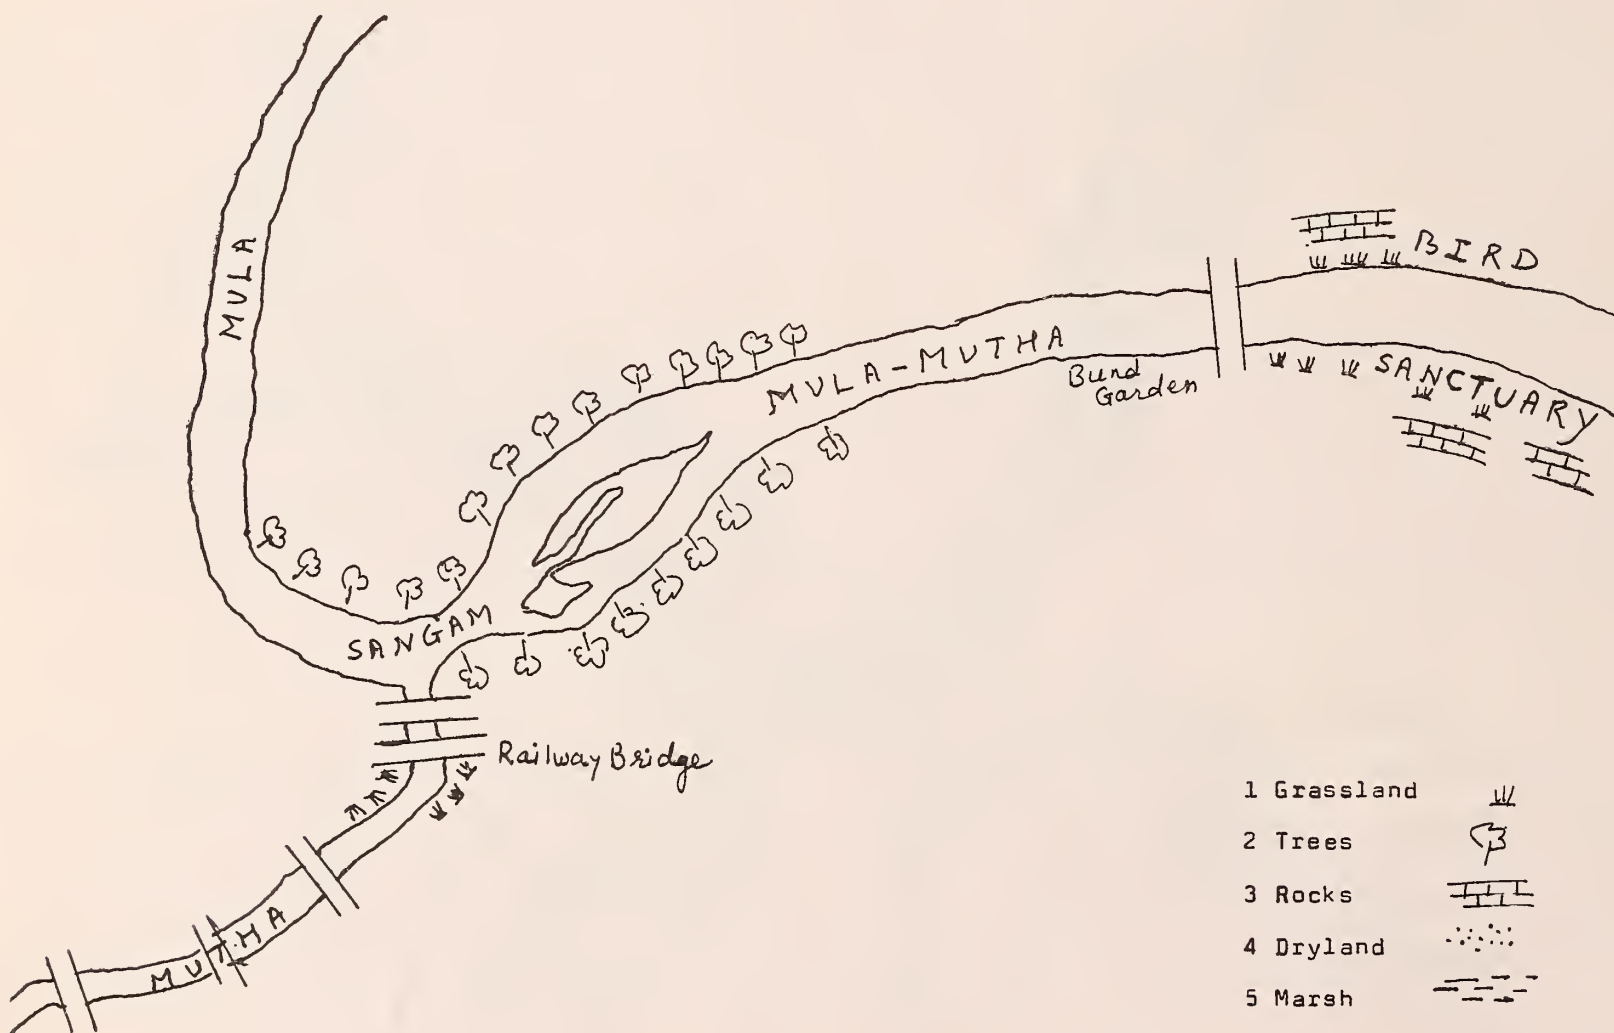 MULA
BIRD
SANCTUARY
MULA-MUTHA
Bund
Garden
SANGAM
Railway Bridge
MUTHA
1 Grassland
2 Trees
3 Rocks
4 Dryland
5 Marsh